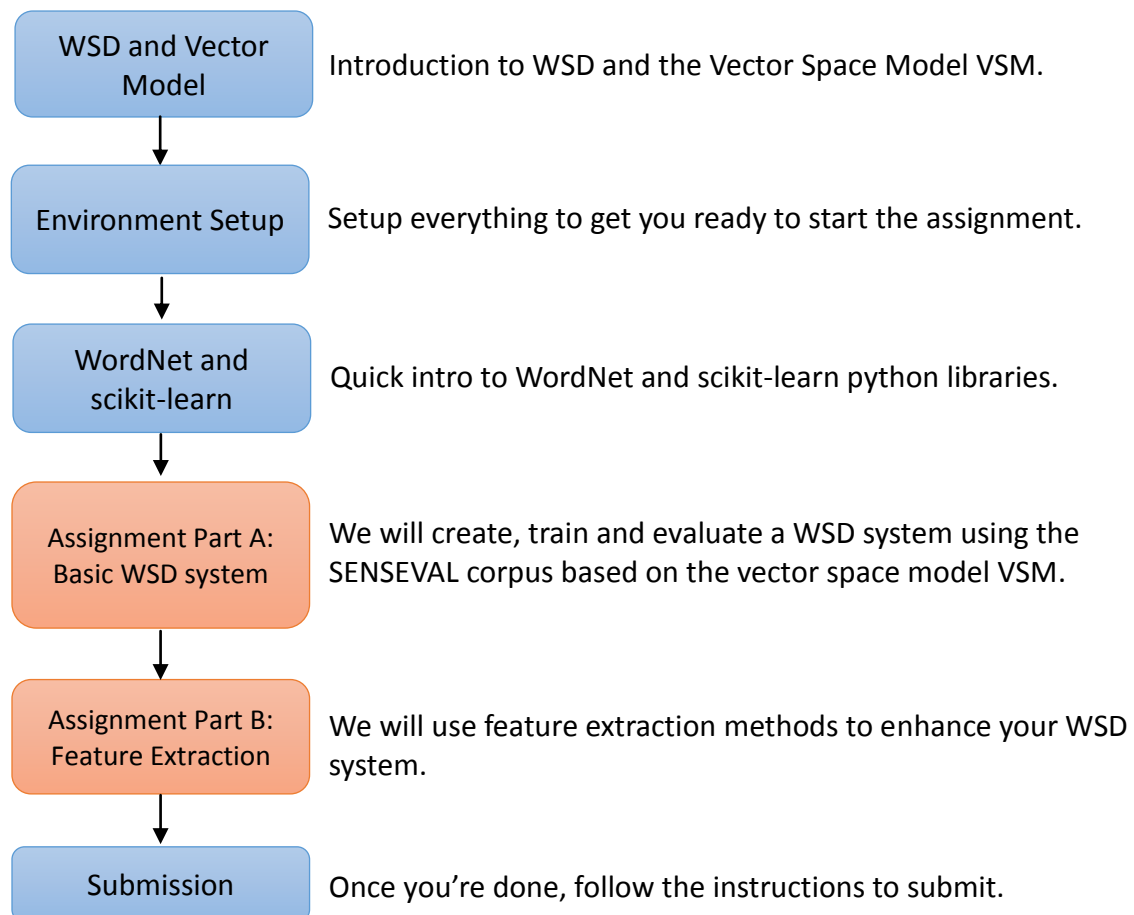 WSD and Vector
Model
Introduction to WSD and the Vector Space Model VSM.
Environment Setup
Setup everything to get you ready to start the assignment.
WordNet and
scikit-learn
Quick intro to WordNet and scikit-learn python libraries.
Assignment Part A:
Basic WSD system
We will create, train and evaluate a WSD system using the
SENSEVAL corpus based on the vector space model VSM.
Assignment Part B:
Feature Extraction
We will use feature extraction methods to enhance your WSD
system.
Submission
Once you’re done, follow the instructions to submit.